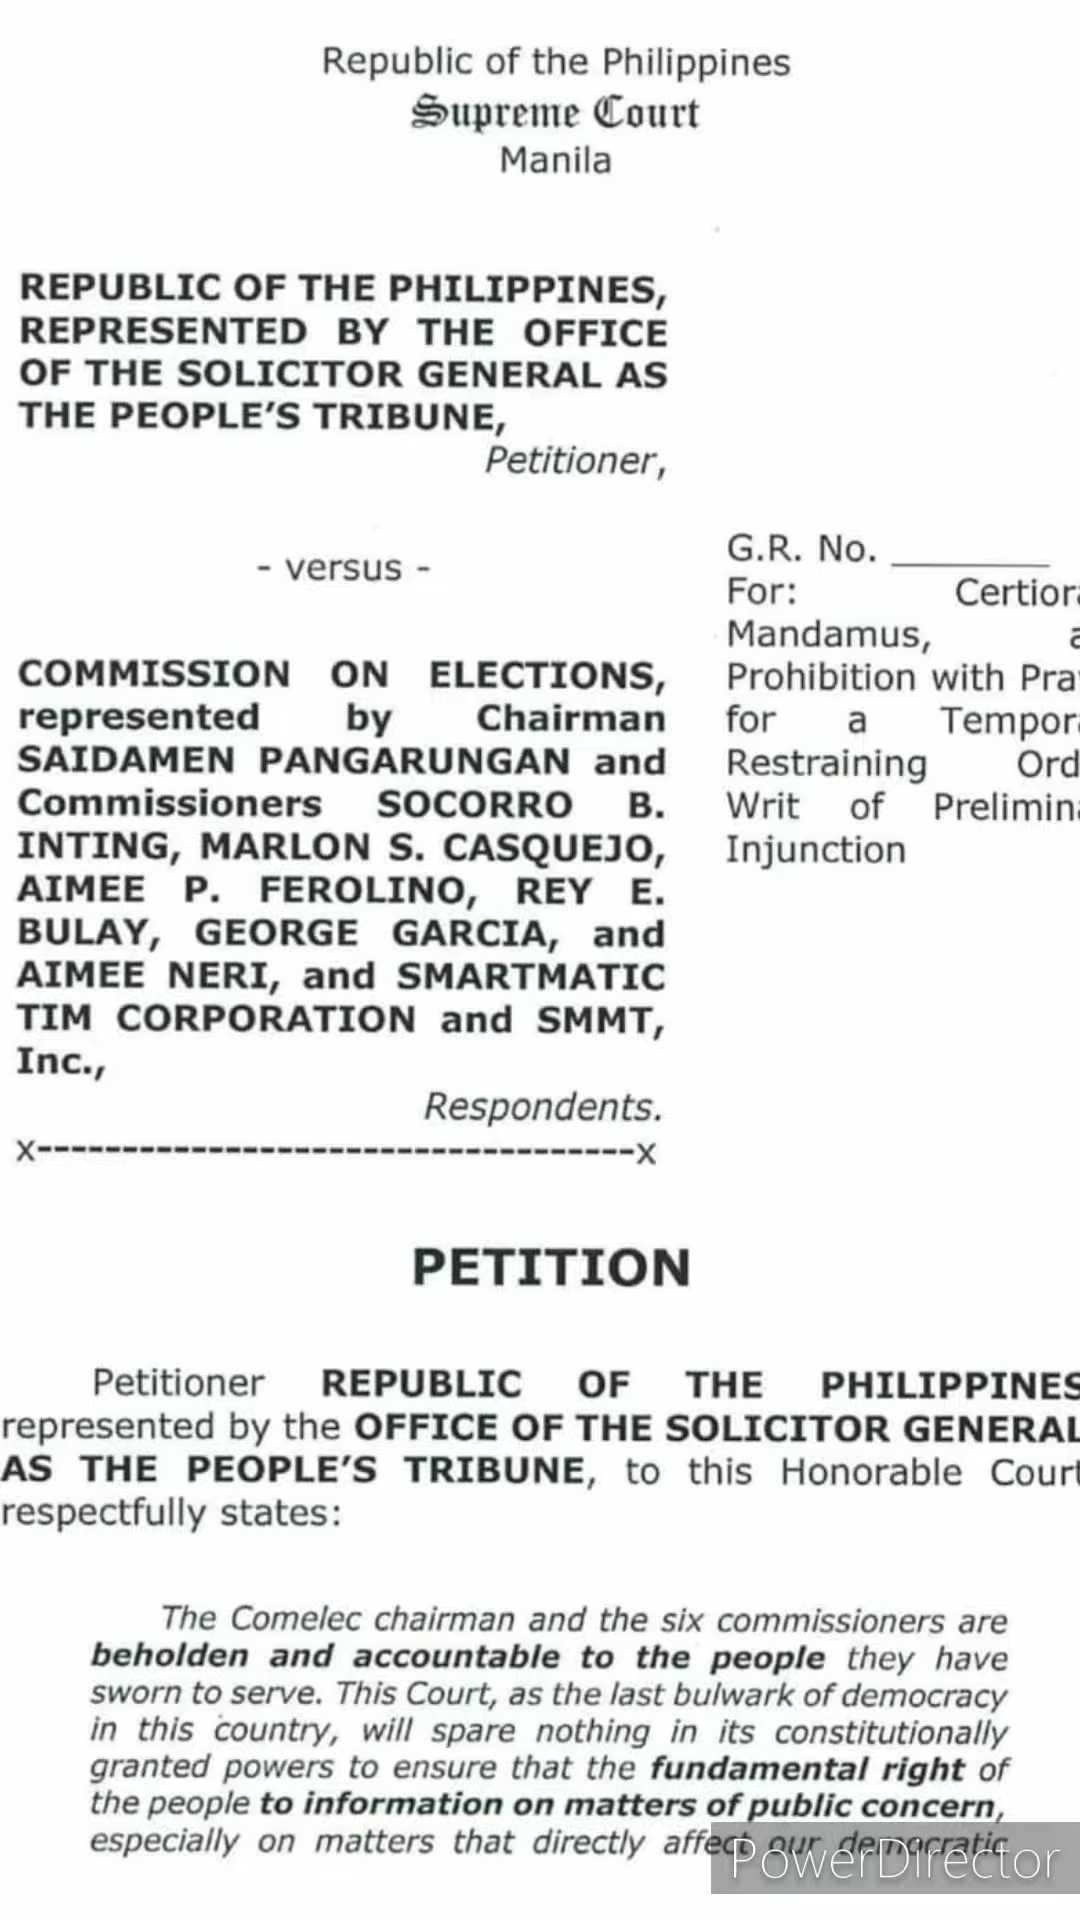 Republic of the Philippines
Supreme Court
Manila
REPUBLIC OF THE PHILIPPINES,
REPRESENTED BY THE OFFICE
OF THE SOLICITOR GENERAL AS
THE PEOPLE'S TRIBUNE,
Petitioner,
- versus -
COMMISSION ON ELECTIONS,
represented by Chairman
SAIDAMEN PANGARUNGAN and
Commissioners SOCORRO B.
INTING, MARLON S. CASQUEJO,
AIMEE P. FEROLINO, REY E.
BULAY, GEORGE GARCIA, and
AIMEE NERI, and SMARTMATIC
TIM CORPORATION and SMMT,
Inc.,
Respondents.
x-----------------------------------x
G.R. No. ________
For:
Mandamus,
Prohibition with
for a
Restraining
Writ of
Injunction
PETITION
Petitioner REPUBLIC OF THE PHILIPPINES
represented by the OFFICE OF THE SOLICITOR GENERAL
AS THE PEOPLE'S TRIBUNE, to this Honorable Court
respectfully states:
The Comelec chairman and the six commissioners are
beholden and accountable to the people they have
sworn to serve. This Court, as the last bulwark of democracy
in this country, will spare nothing in its constitutionally
granted powers to ensure that the fundamental right of
the people to information on matters of public concern,
especially on matters that directly affect our democratic
PowerDirector